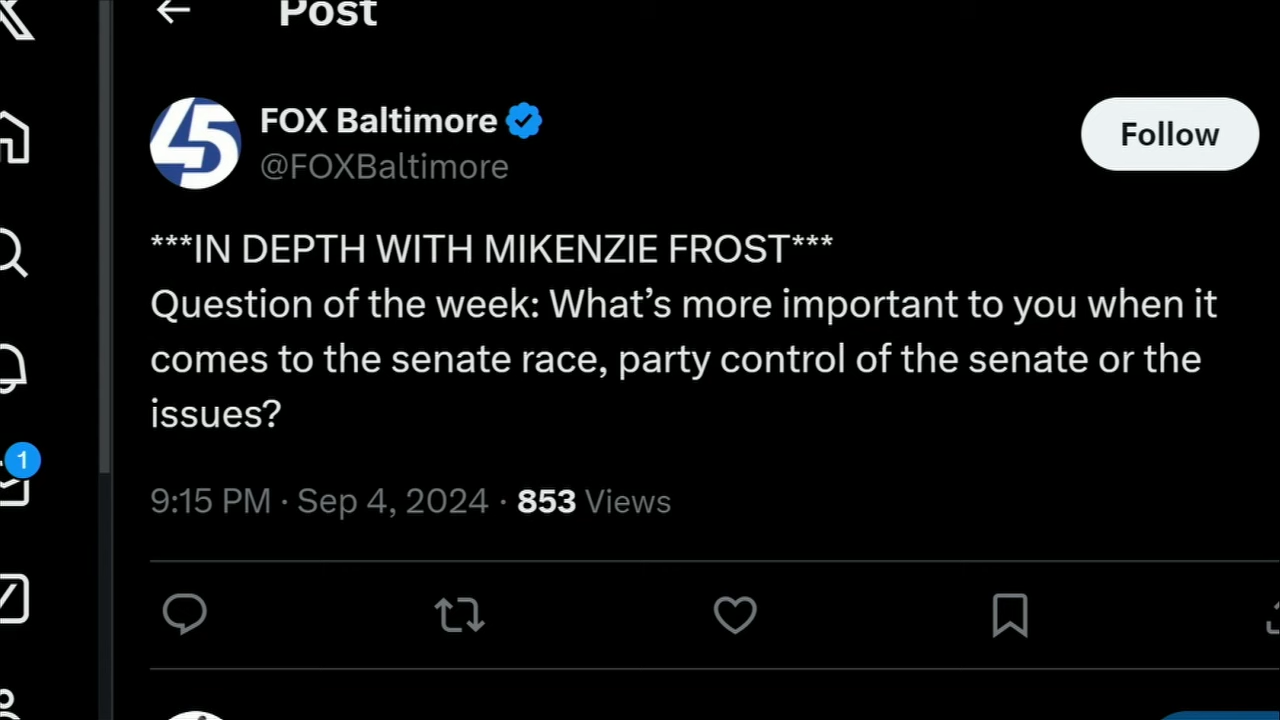 Post
45
FOX Baltimore
@FOXBaltimore
Follow
***IN DEPTH WITH MIKENZIE FROST***
Question of the week: What’s more important to you when it
comes to the senate race, party control of the senate or the
issues?
1
9:15 PM · Sep 4, 2024 · 853 Views